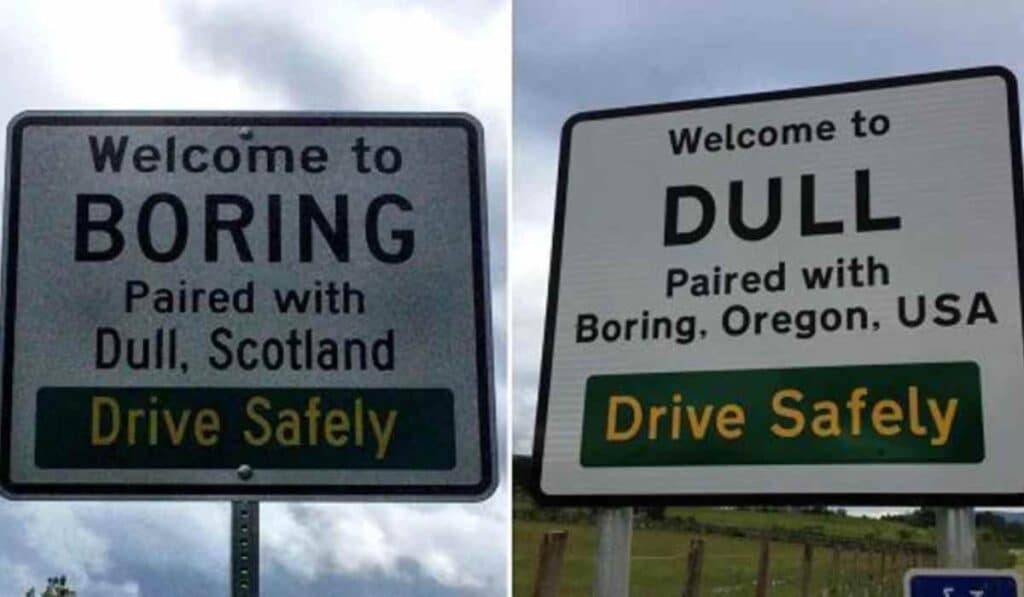 Welcome to
BORING
Paired with
Dull, Scotland
Drive Safely
Welcome to
DULL
Paired with
Boring, Oregon, USA
Drive Safely